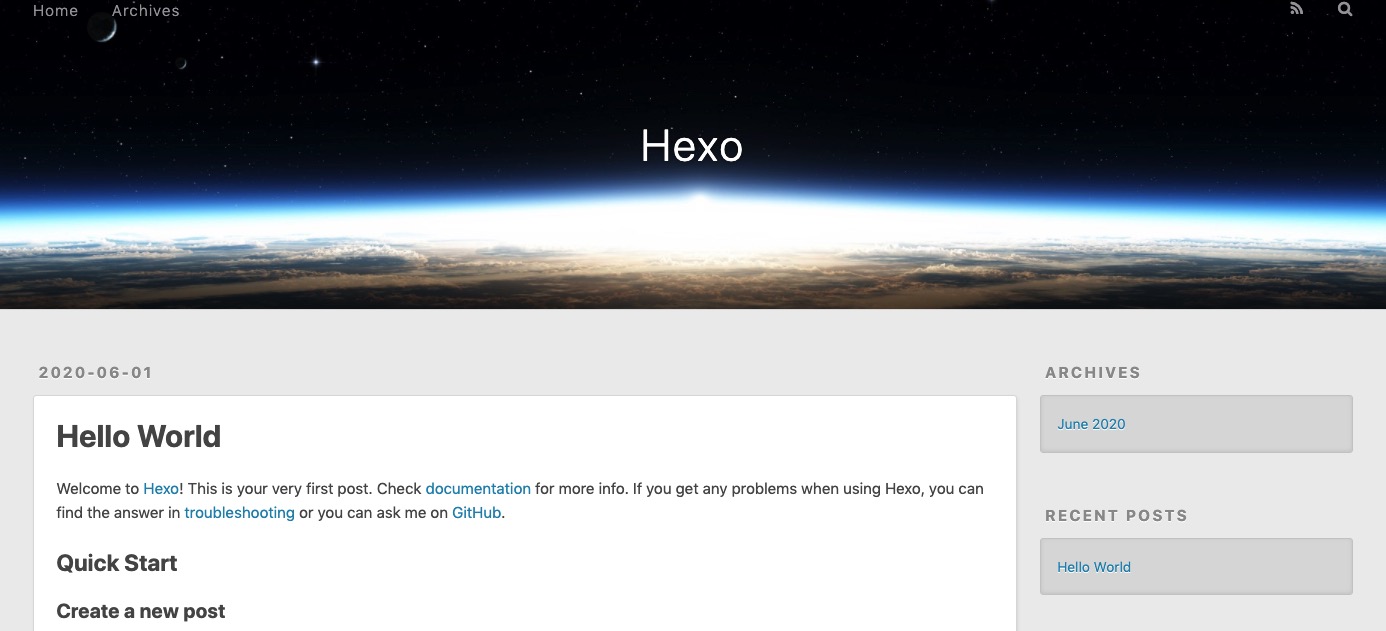 Home Archives
Hexo
2020-06-01
Hello World
Welcome to Hexo! This is your very first post. Check documentation for more info. If you get any problems when using Hexo, you can
find the answer in troubleshooting or you can ask me on GitHub.
Quick Start
Create a new post
ARCHIVES
June 2020
RECENT POSTS
Hello World